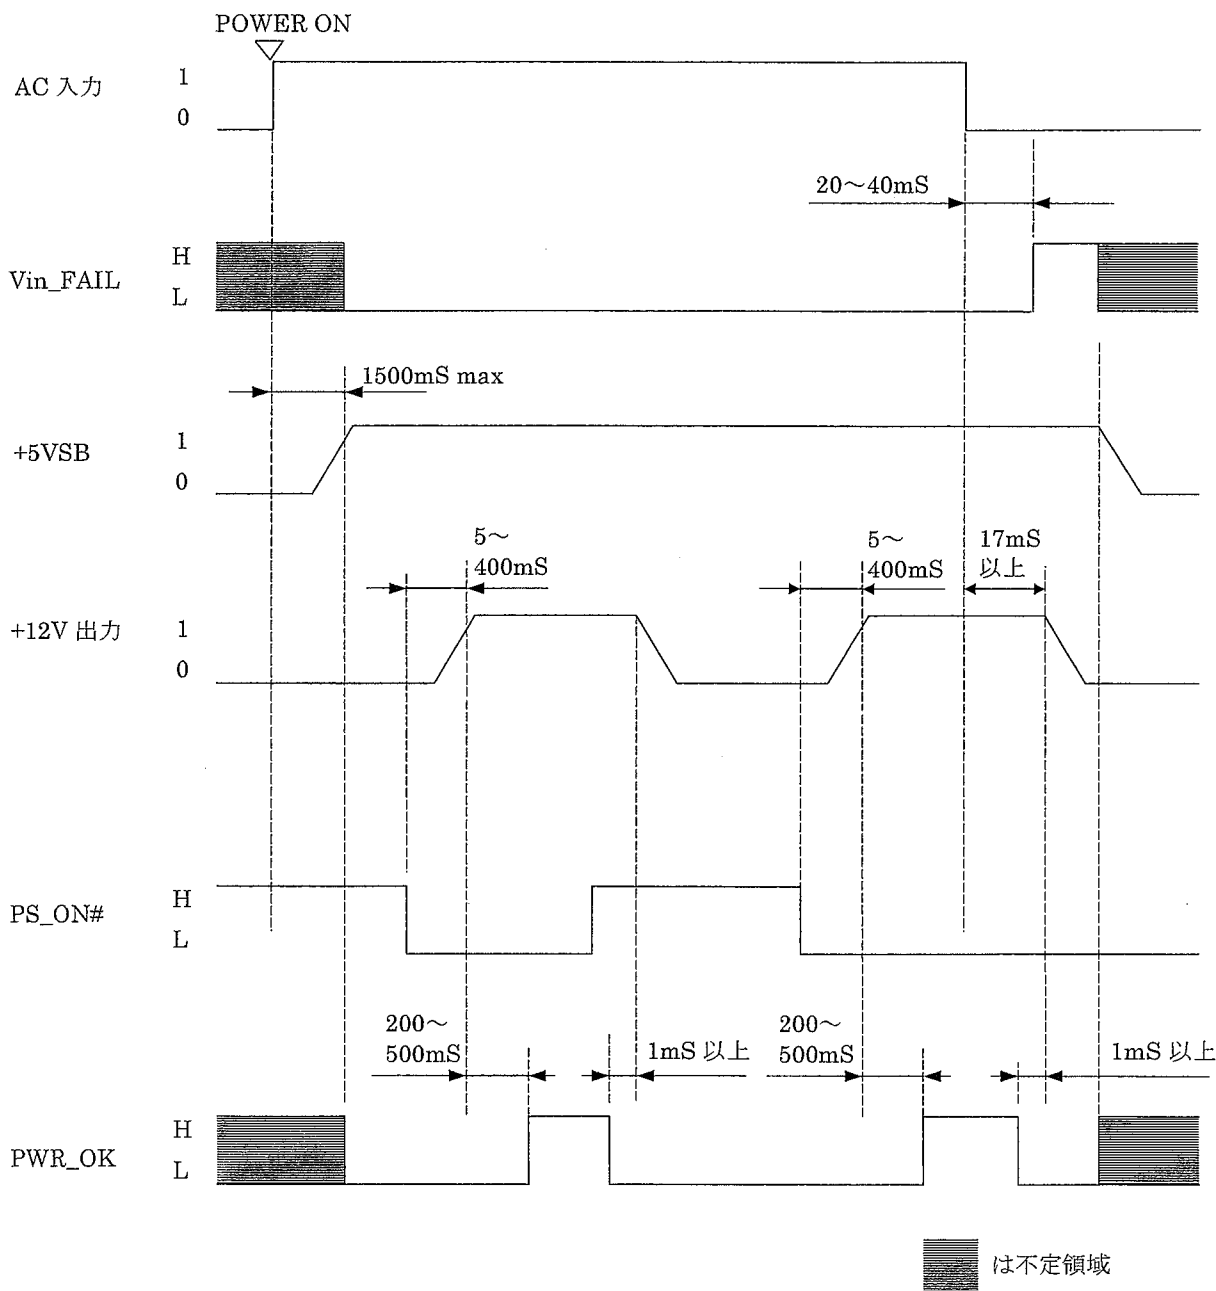 POWER ON
AC 入力
1
0
20～40mS
Vin_FAIL
H
L
1500mS max
+5VSB
1
0
5～
400mS
5～
400mS
17mS
以上
+12V 出力
1
0
PS_ON#
H
L
200～
500mS
1mS 以上
200～
500mS
1mS 以上
PWR_OK
H
L
は不定領域